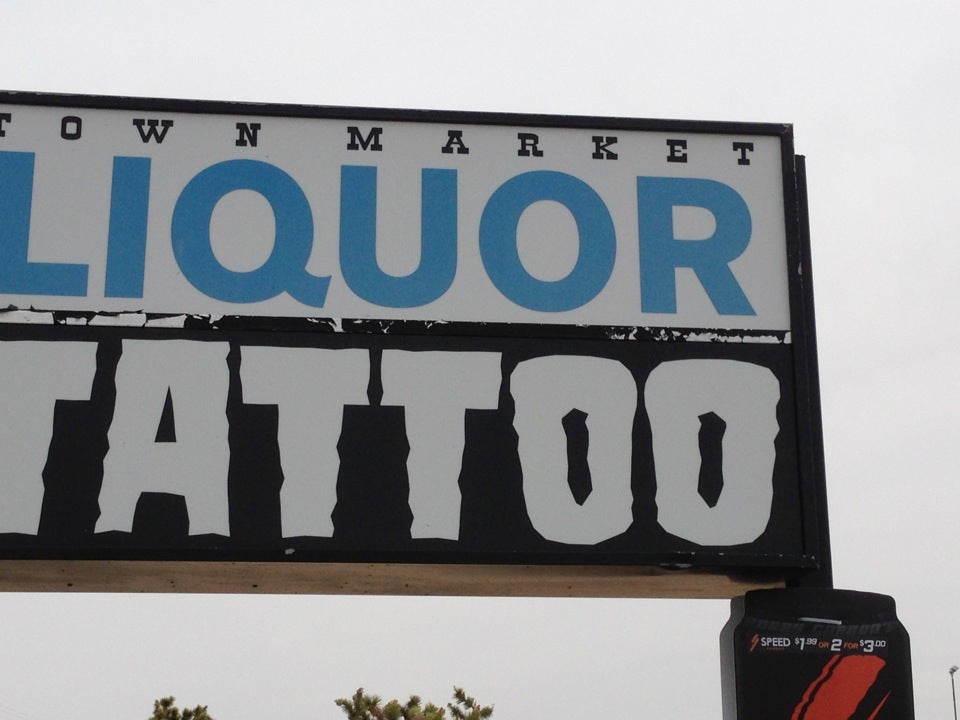 TOWN MARKET
LIQUOR
TATTOO
SPEED $1.99 OR 2 FOR $3.00